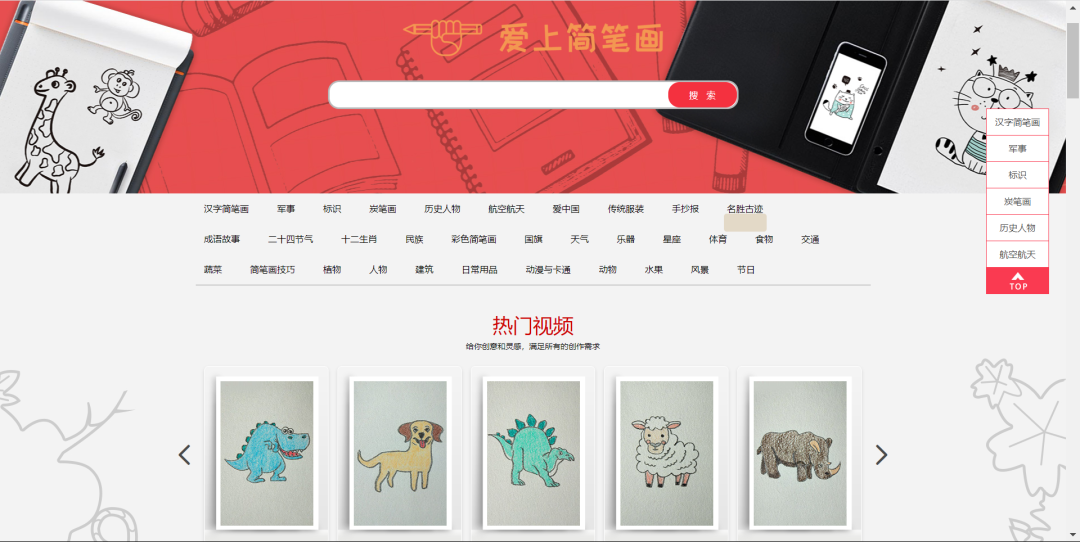 爱上简笔画
搜 索
汉字简笔画
军事
标识
炭笔画
历史人物
航空航天
TOP
汉字简笔画 军事 标识 炭笔画 历史人物 航空航天 爱中国 传统服装 手抄报 名胜古迹
成语故事 二十四节气 十二生肖 民族 彩色简笔画 国旗 天气 乐器 星座 体育 食物 交通
蔬菜 简笔画技巧 植物 人物 建筑 日常用品 动漫与卡通 动物 水果 风景 节日
热门视频
给你创意和灵感，满足所有的创作需求